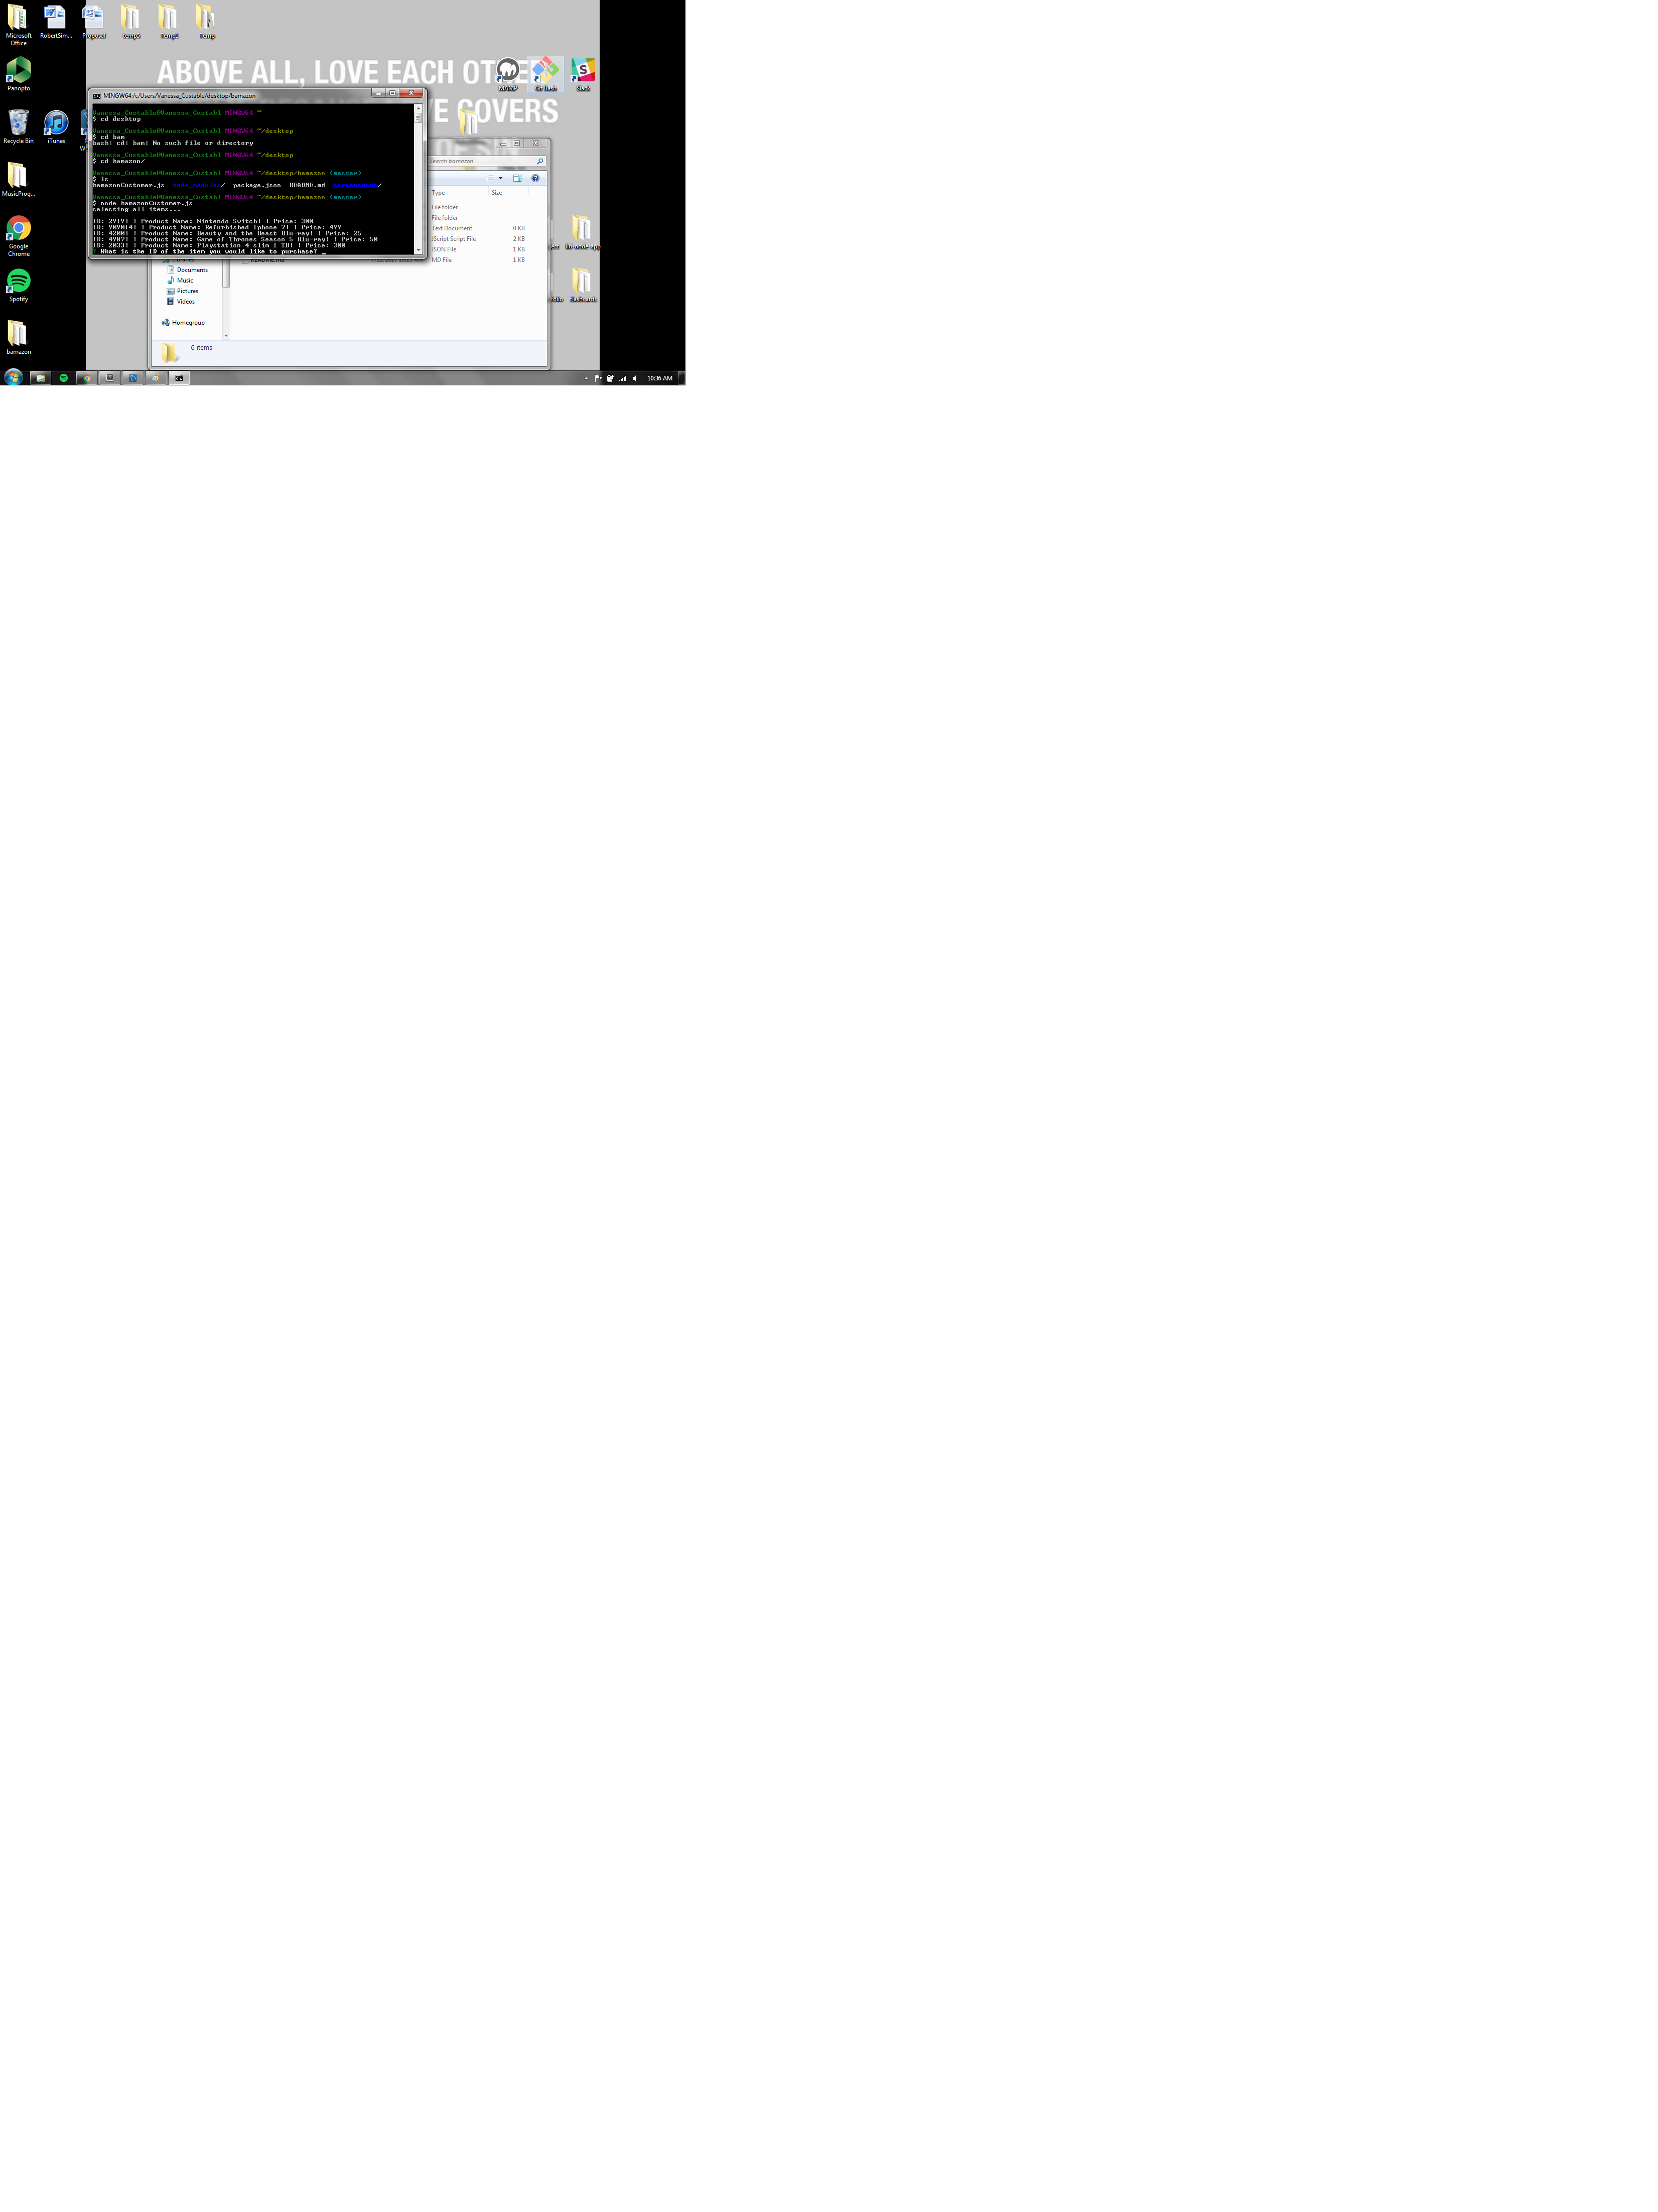 Microsoft Office
RobertSim...
Proposal
Temp
Panopto
ABOVE ALL, LOVE EACH OTHE
MAMP
Git Bash
Slack
VE COVERS
MINGW64:/c/Users/Vanessa_Custable/desktop/bamazon
Vanessa_Custable@Vanessa_Custabl MINGW64 ~
$ cd desktop
Vanessa_Custable@Vanessa_Custabl MINGW64 ~/desktop
$ cd bam
bash: cd: bam: No such file or directory
Vanessa_Custable@Vanessa_Custabl MINGW64 ~/desktop
$ cd bamazon/
Vanessa_Custable@Vanessa_Custabl MINGW64 ~/desktop/bamazon (master)
$ ls
bamazonCustomer.js node_modules/ package.json README.md screenshots/
Vanessa_Custable@Vanessa_Custabl MINGW64 ~/desktop/bamazon (master)
$ node bamazonCustomer.js
selecting all items...
ID: 2919| | Product Name: Nintendo Switch| | Price: 300
ID: 909014| | Product Name: Refurbished Iphone 7| | Price: 499
ID: 4200| | Product Name: Beauty and the Beast Blu-ray| | Price: 25
ID: 4987| | Product Name: Game of Thrones Season 5 Blu-ray| | Price: 50
ID: 2033| | Product Name: Playstation 4 slim 1 TB| | Price: 300
? What is the ID of the item you would like to purchase? _
Search bamazon
Type Size
File folder
File folder
Text Document 0 KB
JScript Script File 2 KB
JSON File 1 KB
MD File 1 KB
Recycle Bin
iTunes
MusicProg...
Google Chrome
Spotify
bamazon
Documents
Music
Pictures
Videos
Homegroup
6 items
flashcards
10:36 AM